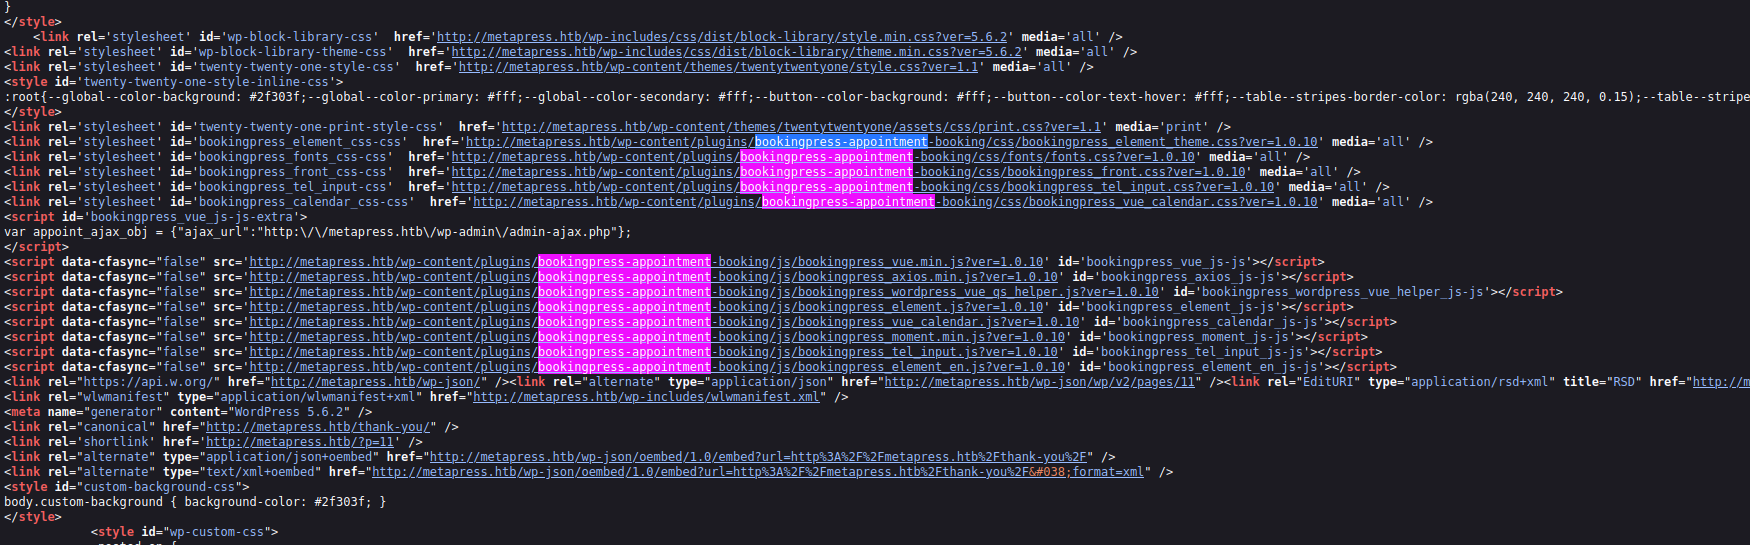 }
</style>
<link rel='stylesheet' id='wp-block-library-css'  href='http://metapress.htb/wp-includes/css/dist/block-library/style.min.css?ver=5.6.2' media='all' />
<link rel='stylesheet' id='wp-block-library-theme-css'  href='http://metapress.htb/wp-includes/css/dist/block-library/theme.min.css?ver=5.6.2' media='all' />
<link rel='stylesheet' id='twenty-twenty-one-style-css'  href='http://metapress.htb/wp-content/themes/twentytwentyone/style.css?ver=1.1' media='all' />
<style id='twenty-twenty-one-style-inline-css'>
:root{--global--color-background: #2f303f;--global--color-primary: #fff;--global--color-secondary: #fff;--button--color-background: #fff;--button--color-text-hover: #fff;--table--stripes-border-color: rgba(240, 240, 240, 0.15);--table--stripe
</style>
<link rel='stylesheet' id='twenty-twenty-one-print-style-css'  href='http://metapress.htb/wp-content/themes/twentytwentyone/assets/css/print.css?ver=1.1' media='print' />
<link rel='stylesheet' id='bookingpress_element_css-css'  href='http://metapress.htb/wp-content/plugins/bookingpress-appointment-booking/css/bookingpress_element_theme.css?ver=1.0.10' media='all' />
<link rel='stylesheet' id='bookingpress_fonts_css-css'  href='http://metapress.htb/wp-content/plugins/bookingpress-appointment-booking/css/fonts/fonts.css?ver=1.0.10' media='all' />
<link rel='stylesheet' id='bookingpress_front_css-css'  href='http://metapress.htb/wp-content/plugins/bookingpress-appointment-booking/css/bookingpress_front.css?ver=1.0.10' media='all' />
<link rel='stylesheet' id='bookingpress_tel_input-css'  href='http://metapress.htb/wp-content/plugins/bookingpress-appointment-booking/css/bookingpress_tel_input.css?ver=1.0.10' media='all' />
<link rel='stylesheet' id='bookingpress_calendar_css-css'  href='http://metapress.htb/wp-content/plugins/bookingpress-appointment-booking/css/bookingpress_vue_calendar.css?ver=1.0.10' media='all' />
<script id='bookingpress_vue_js-js-extra'>
var appoint_ajax_obj = {"ajax_url":"http:\/\/metapress.htb\/wp-admin\/admin-ajax.php"};
</script>
<script data-cfasync="false" src='http://metapress.htb/wp-content/plugins/bookingpress-appointment-booking/js/bookingpress_vue.min.js?ver=1.0.10' id='bookingpress_vue_js-js'></script>
<script data-cfasync="false" src='http://metapress.htb/wp-content/plugins/bookingpress-appointment-booking/js/bookingpress_axios.min.js?ver=1.0.10' id='bookingpress_axios_js-js'></script>
<script data-cfasync="false" src='http://metapress.htb/wp-content/plugins/bookingpress-appointment-booking/js/bookingpress_wordpress_vue_qs_helper.js?ver=1.0.10' id='bookingpress_wordpress_vue_helper_js-js'></script>
<script data-cfasync="false" src='http://metapress.htb/wp-content/plugins/bookingpress-appointment-booking/js/bookingpress_element.js?ver=1.0.10' id='bookingpress_element_js-js'></script>
<script data-cfasync="false" src='http://metapress.htb/wp-content/plugins/bookingpress-appointment-booking/js/bookingpress_vue_calendar.js?ver=1.0.10' id='bookingpress_calendar_js-js'></script>
<script data-cfasync="false" src='http://metapress.htb/wp-content/plugins/bookingpress-appointment-booking/js/bookingpress_moment.min.js?ver=1.0.10' id='bookingpress_moment_js-js'></script>
<script data-cfasync="false" src='http://metapress.htb/wp-content/plugins/bookingpress-appointment-booking/js/bookingpress_tel_input.js?ver=1.0.10' id='bookingpress_tel_input_js-js'></script>
<script data-cfasync="false" src='http://metapress.htb/wp-content/plugins/bookingpress-appointment-booking/js/bookingpress_element_en.js?ver=1.0.10' id='bookingpress_element_en_js-js'></script>
<link rel="https://api.w.org/" href="http://metapress.htb/wp-json/" /><link rel="alternate" type="application/json" href="http://metapress.htb/wp-json/wp/v2/pages/11" /><link rel="EditURI" type="application/rsd+xml" title="RSD" href="http://m
<link rel="wlwmanifest" type="application/wlwmanifest+xml" href="http://metapress.htb/wp-includes/wlwmanifest.xml" />
<meta name="generator" content="WordPress 5.6.2" />
<link rel="canonical" href="http://metapress.htb/thank-you/" />
<link rel='shortlink' href='http://metapress.htb/?p=11' />
<link rel="alternate" type="application/json+oembed" href="http://metapress.htb/wp-json/oembed/1.0/embed?url=http%3A%2F%2Fmetapress.htb%2Fthank-you%2F" />
<link rel="alternate" type="text/xml+oembed" href="http://metapress.htb/wp-json/oembed/1.0/embed?url=http%3A%2F%2Fmetapress.htb%2Fthank-you%2F&#038;format=xml" />
<style id="custom-background-css">
body.custom-background { background-color: #2f303f; }
</style>
<style id="wp-custom-css">